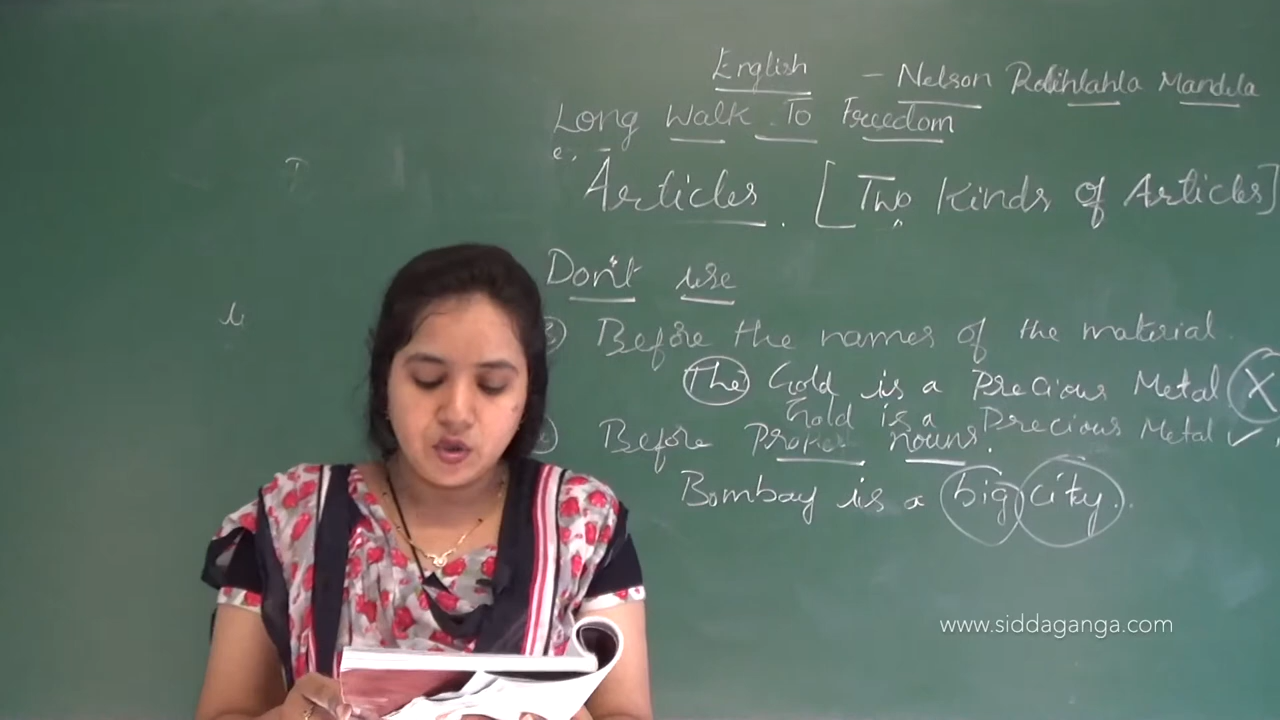 English - Nelson Rolihlahla Mandela
Long Walk To Freedom
Articles. [Two Kinds of Articles]
Don't use
Before the names of the material.
the Gold is a Precious Metal X
Gold is a Precious Metal ✓
Before Proper nouns.
Bombay is a big city.
www.siddaganga.com